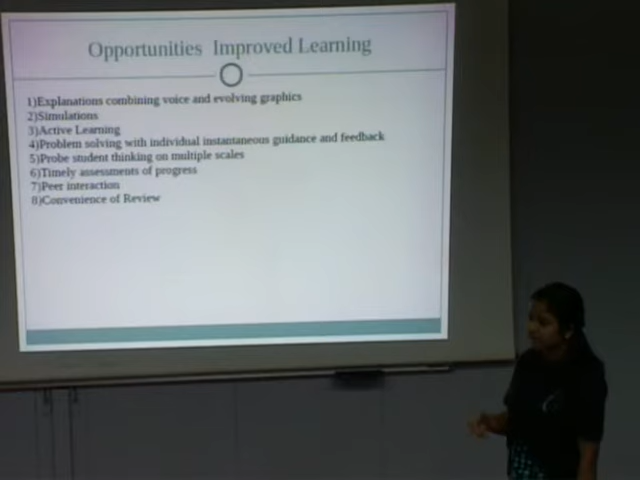 Opportunities Improved Learning
1)Explanations combining voice and evolving graphics
2)Simulations
3)Active Learning
4)Problem solving with individual instantaneous guidance and feedback
5)Probe student thinking on multiple scales
6)Timely assessments of progress
7)Peer interaction
8)Convenience of Review